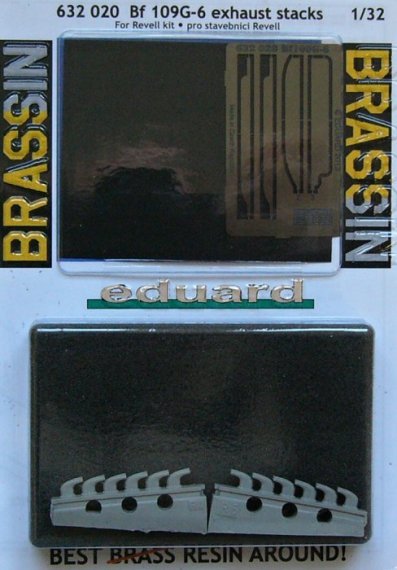 632 020 Bf 109G-6 exhaust stacks 1/32
For Revell kit • pro stavebnici Revell
BRASSIN
632 020 Bf 109G-6
BRASSIN
eduard
BEST BRASS RESIN AROUND!